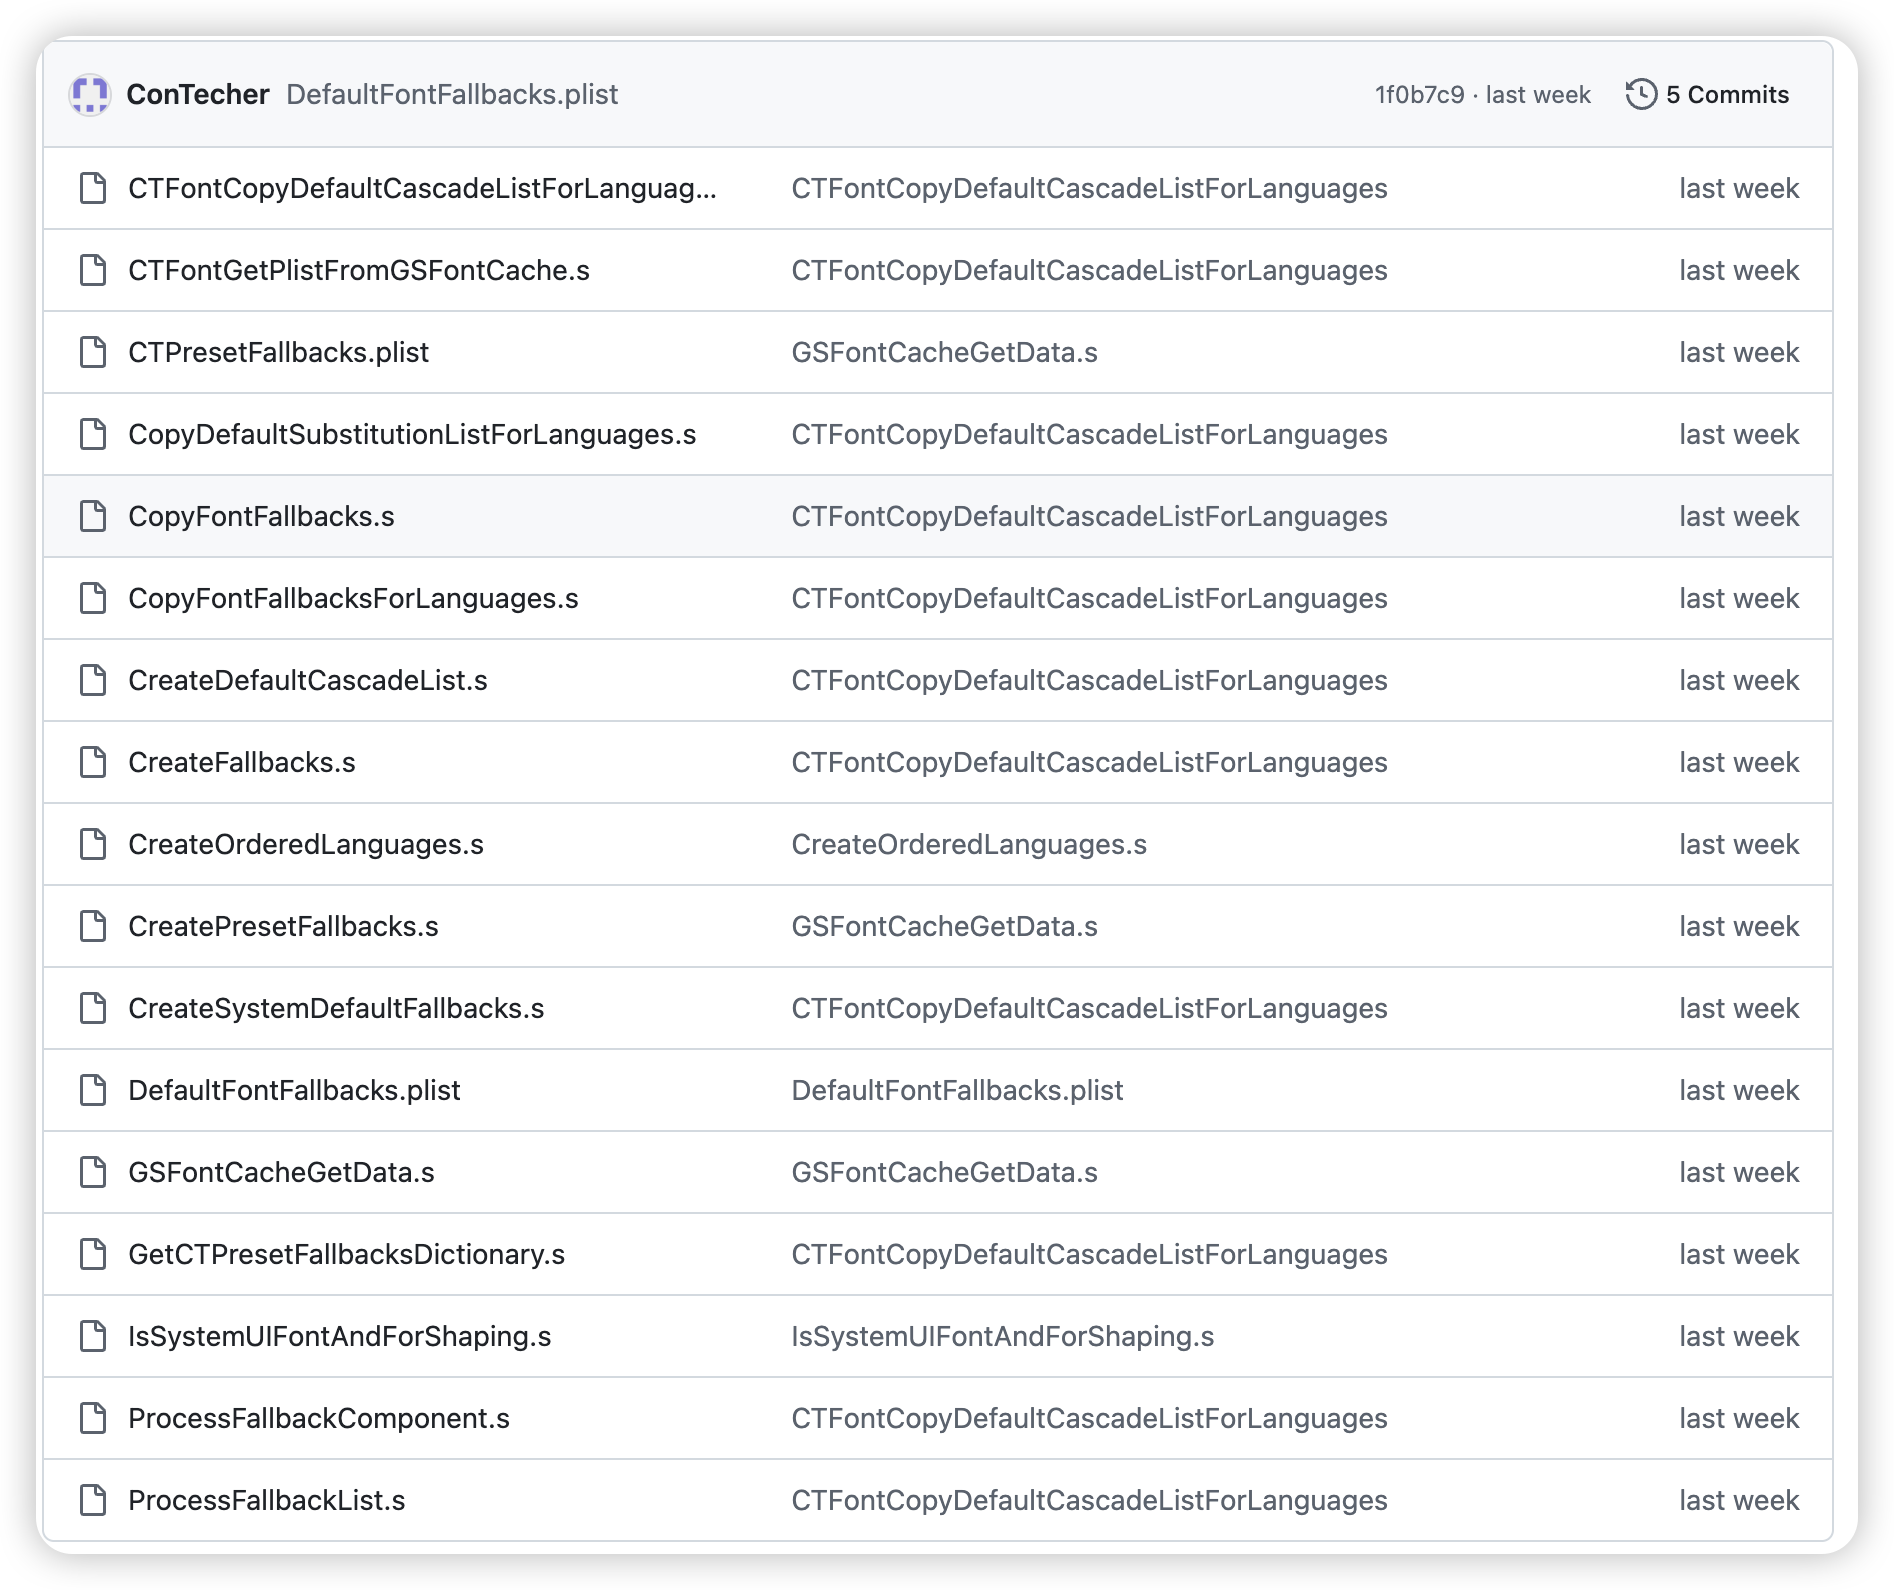 ConTecher DefaultFontFallbacks.plist 1f0b7c9 · last week 5 Commits
CTFontCopyDefaultCascadeListForLanguag... CTFontCopyDefaultCascadeListForLanguages last week
CTFontGetPlistFromGSFontCache.s CTFontCopyDefaultCascadeListForLanguages last week
CTPresetFallbacks.plist GSFontCacheGetData.s last week
CopyDefaultSubstitutionListForLanguages.s CTFontCopyDefaultCascadeListForLanguages last week
CopyFontFallbacks.s CTFontCopyDefaultCascadeListForLanguages last week
CopyFontFallbacksForLanguages.s CTFontCopyDefaultCascadeListForLanguages last week
CreateDefaultCascadeList.s CTFontCopyDefaultCascadeListForLanguages last week
CreateFallbacks.s CTFontCopyDefaultCascadeListForLanguages last week
CreateOrderedLanguages.s CreateOrderedLanguages.s last week
CreatePresetFallbacks.s GSFontCacheGetData.s last week
CreateSystemDefaultFallbacks.s CTFontCopyDefaultCascadeListForLanguages last week
DefaultFontFallbacks.plist DefaultFontFallbacks.plist last week
GSFontCacheGetData.s GSFontCacheGetData.s last week
GetCTPresetFallbacksDictionary.s CTFontCopyDefaultCascadeListForLanguages last week
IsSystemUIFontAndForShaping.s IsSystemUIFontAndForShaping.s last week
ProcessFallbackComponent.s CTFontCopyDefaultCascadeListForLanguages last week
ProcessFallbackList.s CTFontCopyDefaultCascadeListForLanguages last week